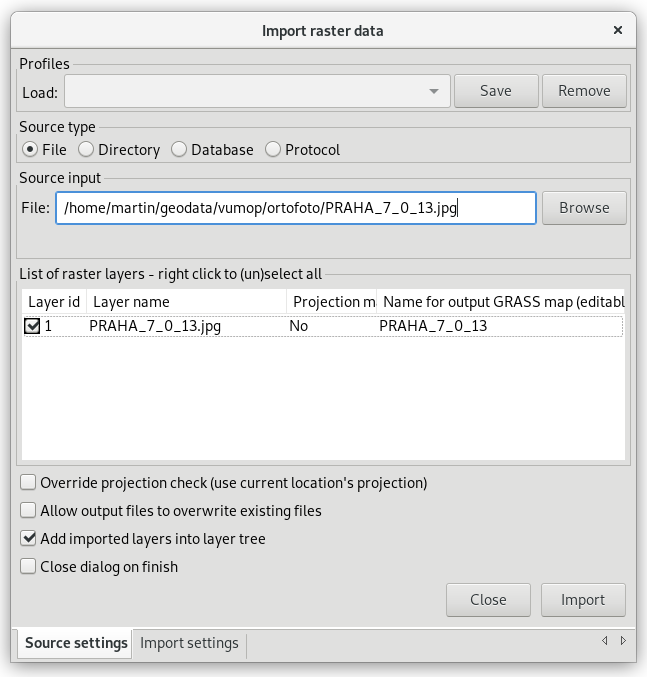 Import raster data
Profiles
Load: Save Remove
Source type
File Directory Database Protocol
Source input
File: /home/martin/geodata/vumop/ortofoto/PRAHA_7_0_13.jpg Browse
List of raster layers - right click to (un)select all
Layer id Layer name Projection m Name for output GRASS map (editabl
1 PRAHA_7_0_13.jpg No PRAHA_7_0_13
Override projection check (use current location's projection)
Allow output files to overwrite existing files
Add imported layers into layer tree
Close dialog on finish
Close Import
Source settings Import settings